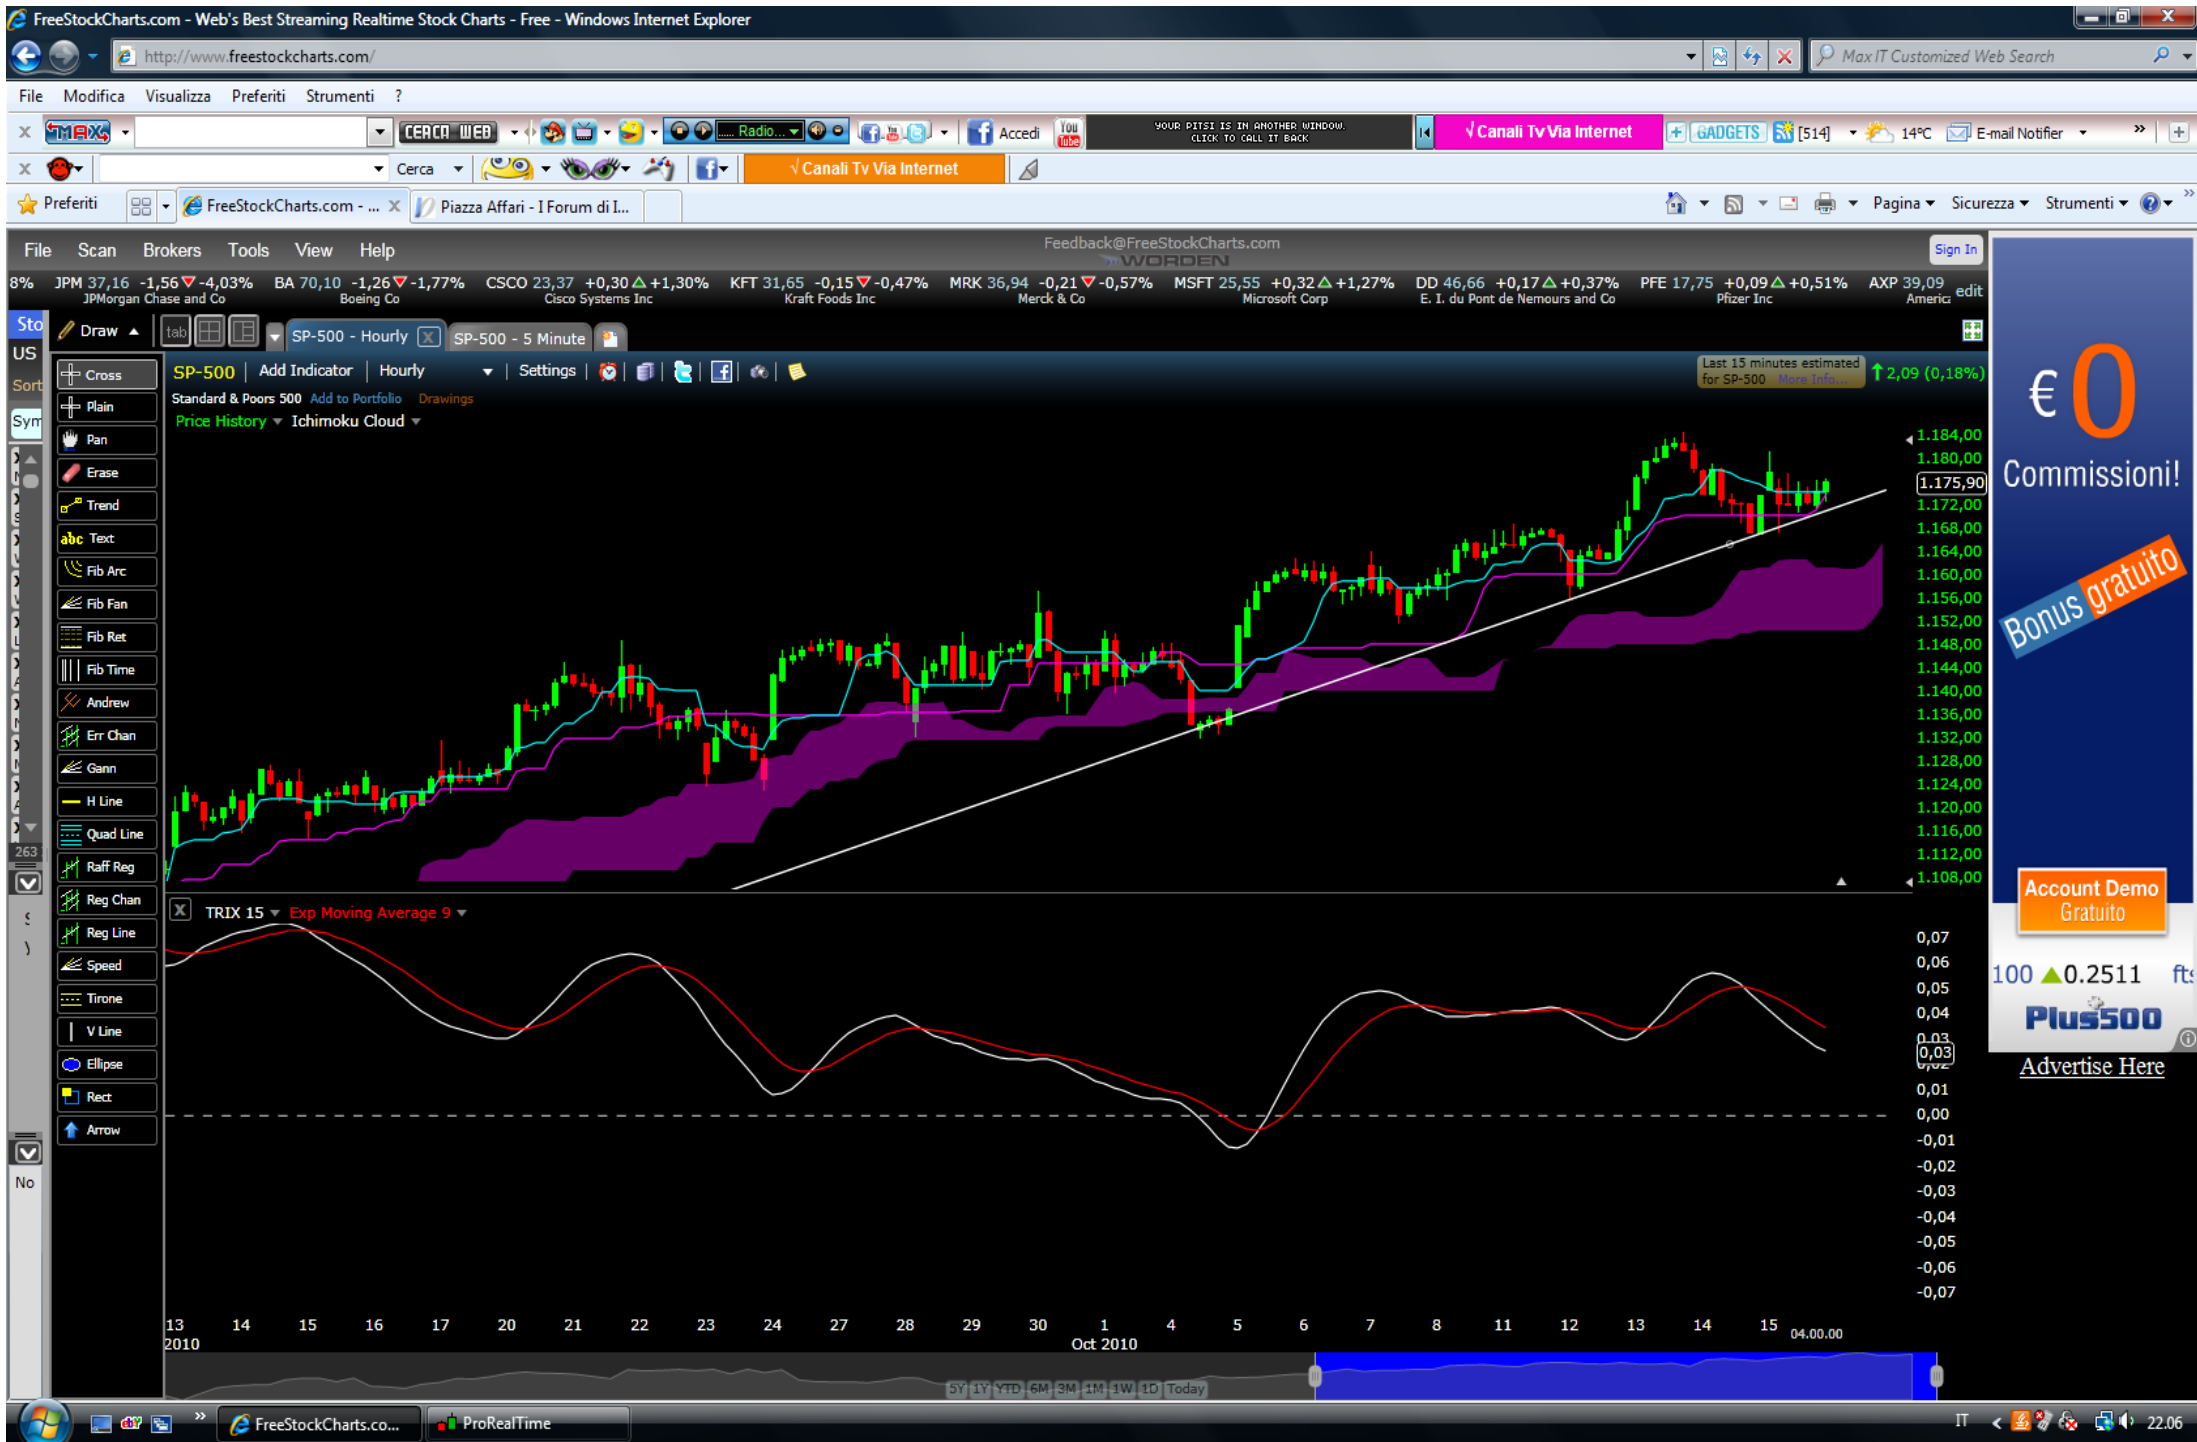 FreeStockCharts.com - Web's Best Streaming Realtime Stock Charts - Free - Windows Internet Explorer
http://www.freestockcharts.com/
Max IT Customized Web Search
File Modifica Visualizza Preferiti Strumenti ?
x MAX CERCA WEB ..... Radio... Accedi You Tube YOUR PITSI IS IN ANOTHER WINDOW. √ Canali Tv Via Internet GADGETS [514] 14°C E-mail Notifier »
CLICK TO CALL IT BACK
x Cerca √ Canali Tv Via Internet
Preferiti FreeStockCharts.com - ... X Piazza Affari - I Forum di I... Pagina Sicurezza Strumenti »
File Scan Brokers Tools View Help
Feedback@FreeStockCharts.com
WORDEN
Sign In
8% JPM 37,16 -1,56▼-4,03% BA 70,10 -1,26▼-1,77% CSCO 23,37 +0,30△+1,30% KFT 31,65 -0,15▼-0,47% MRK 36,94 -0,21▼-0,57% MSFT 25,55 +0,32△+1,27% DD 46,66 +0,17△+0,37% PFE 17,75 +0,09△+0,51% AXP 39,09
JPMorgan Chase and Co Boeing Co Cisco Systems Inc Kraft Foods Inc Merck & Co Microsoft Corp E. I. du Pont de Nemours and Co Pfizer Inc America edit
Sto Draw tab SP-500 - Hourly X SP-500 - 5 Minute
US
Sort
Sym
263
No
Cross
Plain
Pan
Erase
Trend
abc Text
Fib Arc
Fib Fan
Fib Ret
Fib Time
Andrew
Err Chan
Gann
H Line
Quad Line
Raff Reg
Reg Chan
Reg Line
Speed
Tirone
V Line
Ellipse
Rect
Arrow
SP-500 Add Indicator Hourly Settings
Last 15 minutes estimated
for SP-500 More Info...
2,09 (0,18%)
Standard & Poors 500 Add to Portfolio Drawings
Price History Ichimoku Cloud
1.184,00
1.180,00
1.175,90
1.172,00
1.168,00
1.164,00
1.160,00
1.156,00
1.152,00
1.148,00
1.144,00
1.140,00
1.136,00
1.132,00
1.128,00
1.124,00
1.120,00
1.116,00
1.112,00
1.108,00
X TRIX 15 Exp Moving Average 9
0,07
0,06
0,05
0,04
0,03
0,03
0,01
0,00
-0,01
-0,02
-0,03
-0,04
-0,05
-0,06
-0,07
13 14 15 16 17 20 21 22 23 24 27 28 29 30 1 4 5 6 7 8 11 12 13 14 15 04.00.00
2010 Oct 2010
5Y 1Y YTD 6M 3M 1M 1W 1D Today
€0
Commissioni!
Bonus gratuito
Account Demo
Gratuito
100 ▲0.2511 fts
Plus500
Advertise Here
» FreeStockCharts.co... ProRealTime IT 22.06